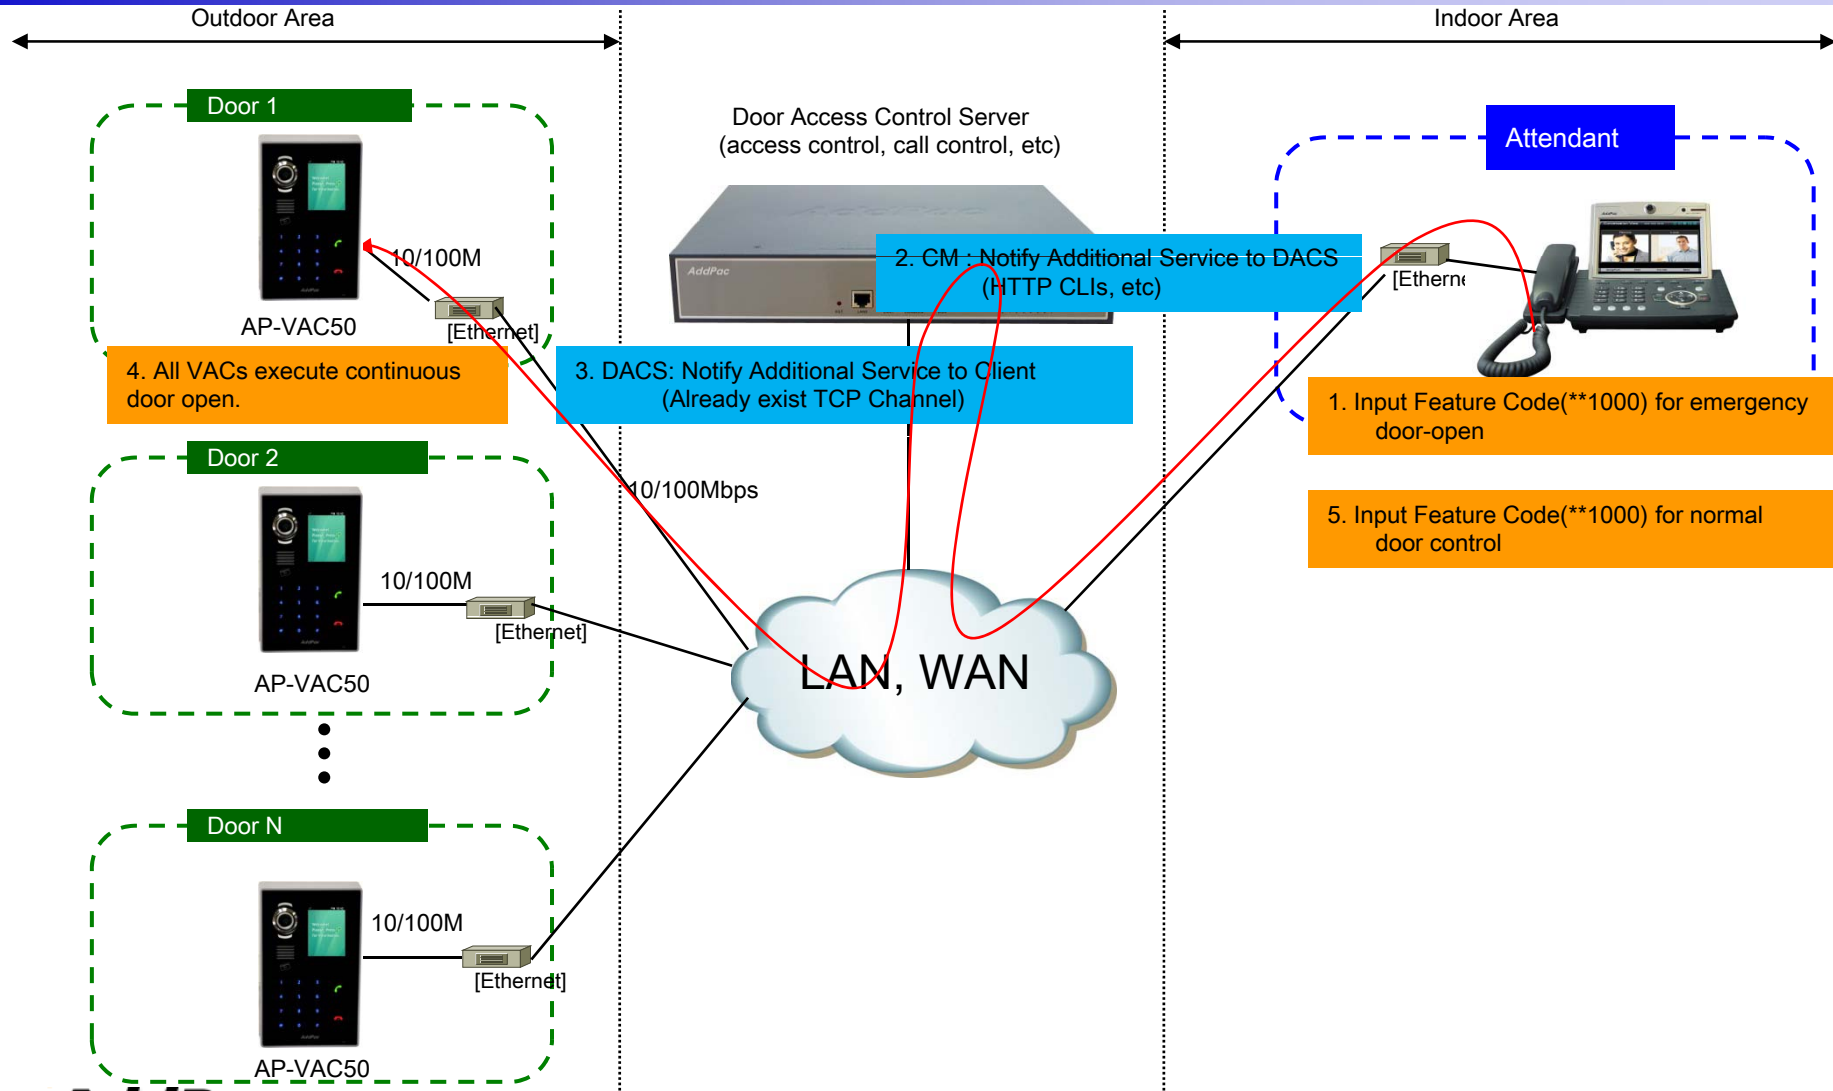 Outdoor Area
Indoor Area
Door 1
Door Access Control Server
(access control, call control, etc)
Attendant
10/100M
AddPac
2. CM : Notify Additional Service to DACS
(HTTP CLIs, etc)
[Etherne
AP-VAC50
[Ethernet]
4. All VACs execute continuous
door open.
3. DACS: Notify Additional Service to Client
(Already exist TCP Channel)
1. Input Feature Code(**1000) for emergency
door-open
Door 2
10/100Mbps
5. Input Feature Code(**1000) for normal
door control
10/100M
[Ethernet]
AP-VAC50
LAN, WAN
Door N
10/100M
[Ethernet]
AP-VAC50